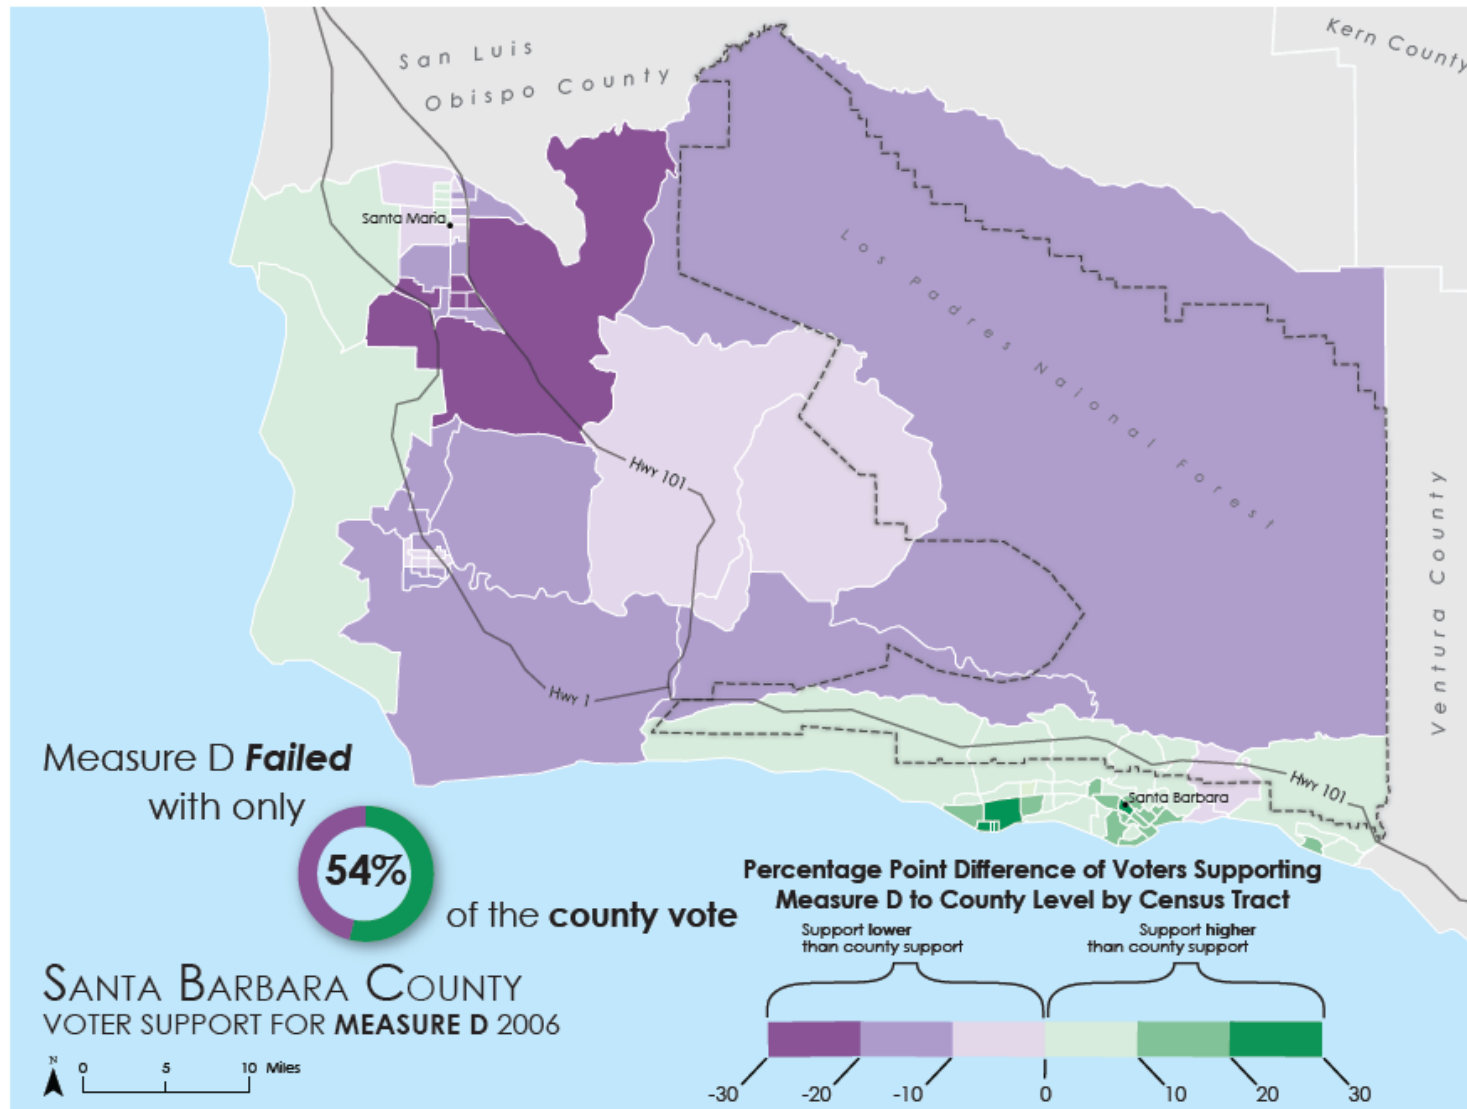 San Luis
Obispo County
Kern County
Santa Maria
Los Padres Naional Forest
Hwy 101
Ventura County
Hwy 1
Hwy 101
Santa Barbara
Measure D Failed
with only
54%
of the county vote
SANTA BARBARA COUNTY
VOTER SUPPORT FOR MEASURE D 2006
N
0 5 10 Miles
Percentage Point Difference of Voters Supporting
Measure D to County Level by Census Tract
Support lower
than county support
Support higher
than county support
-30 -20 -10 0 10 20 30